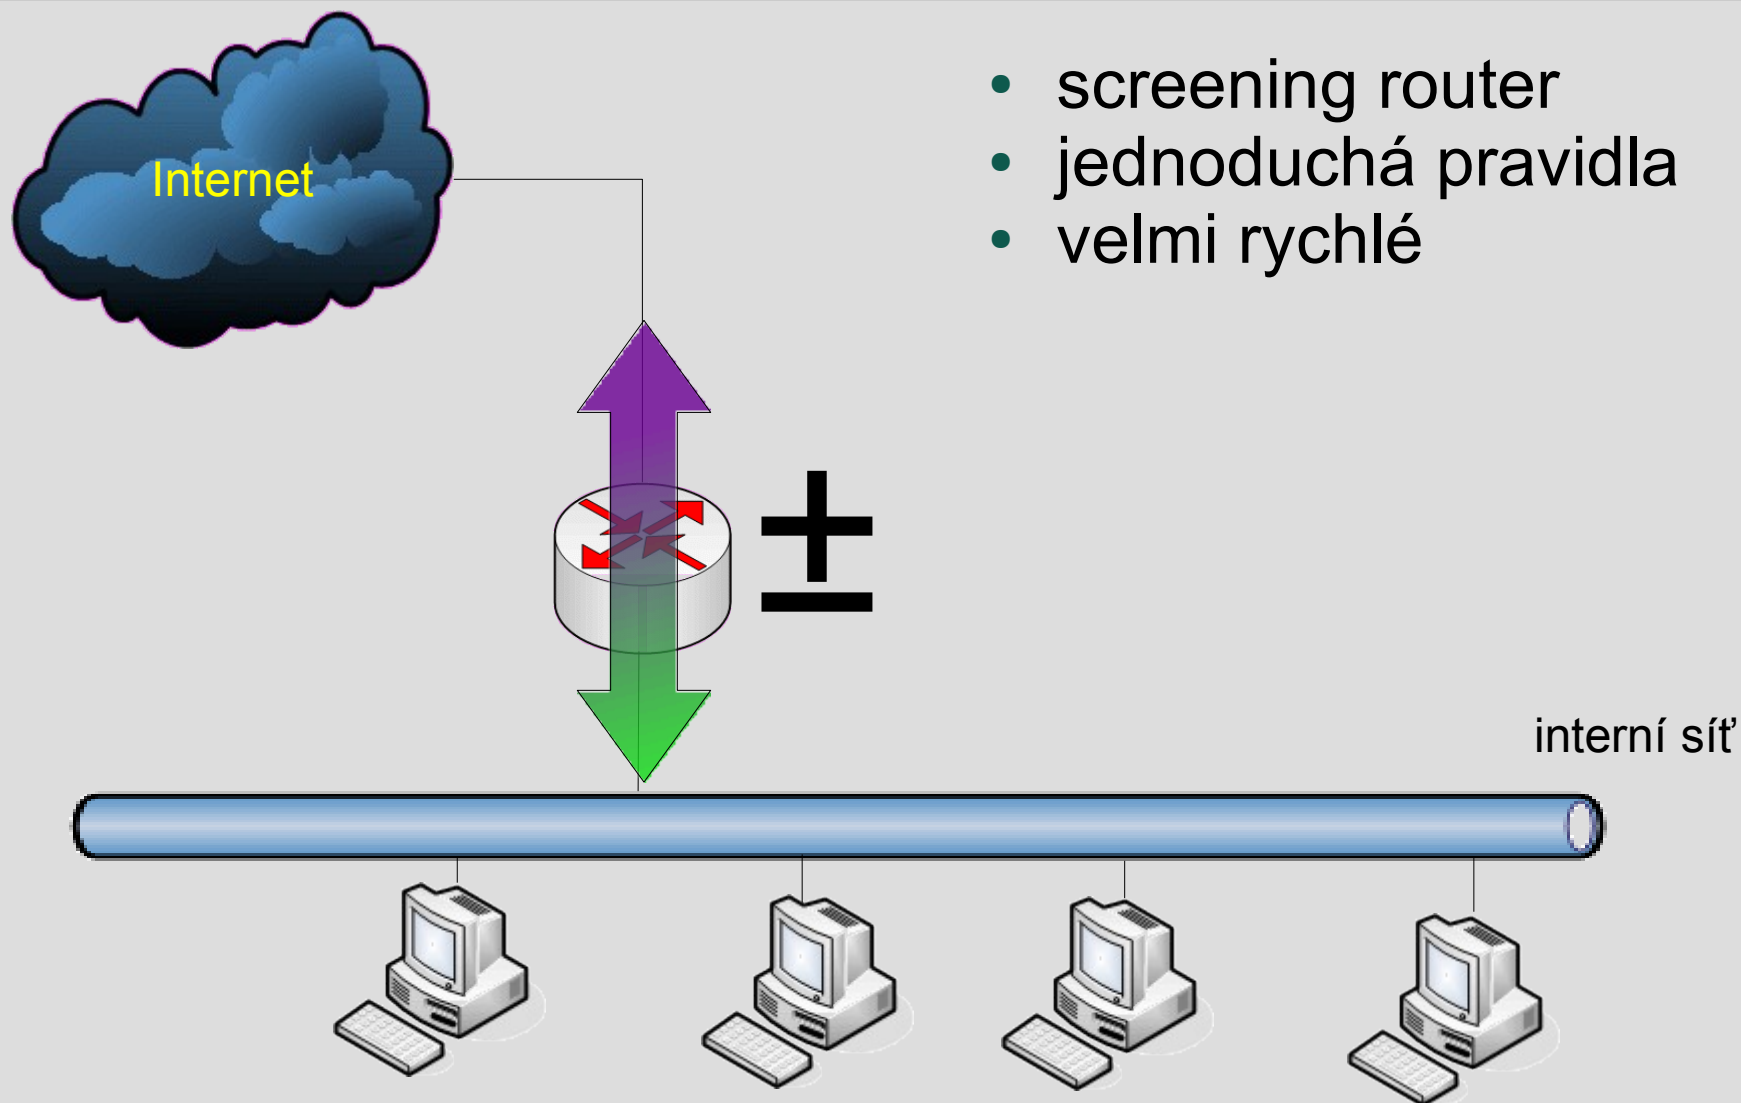 Internet
• screening router
• jednoduchá pravidla
• velmi rychlé
±
interní síť